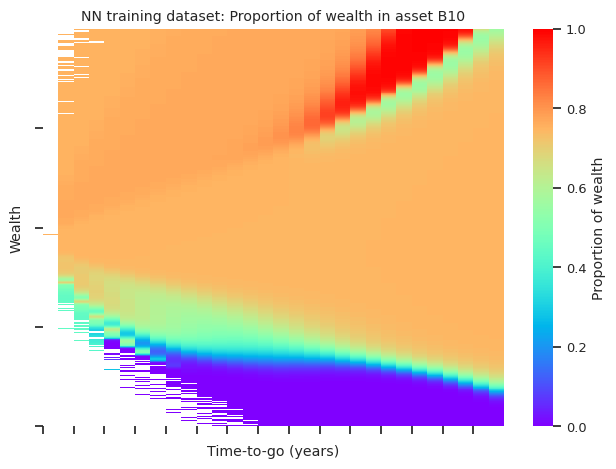 NN training dataset: Proportion of wealth in asset B10
Wealth
Time-to-go (years)
1.0
0.8
0.6
0.4
0.2
0.0
Proportion of wealth